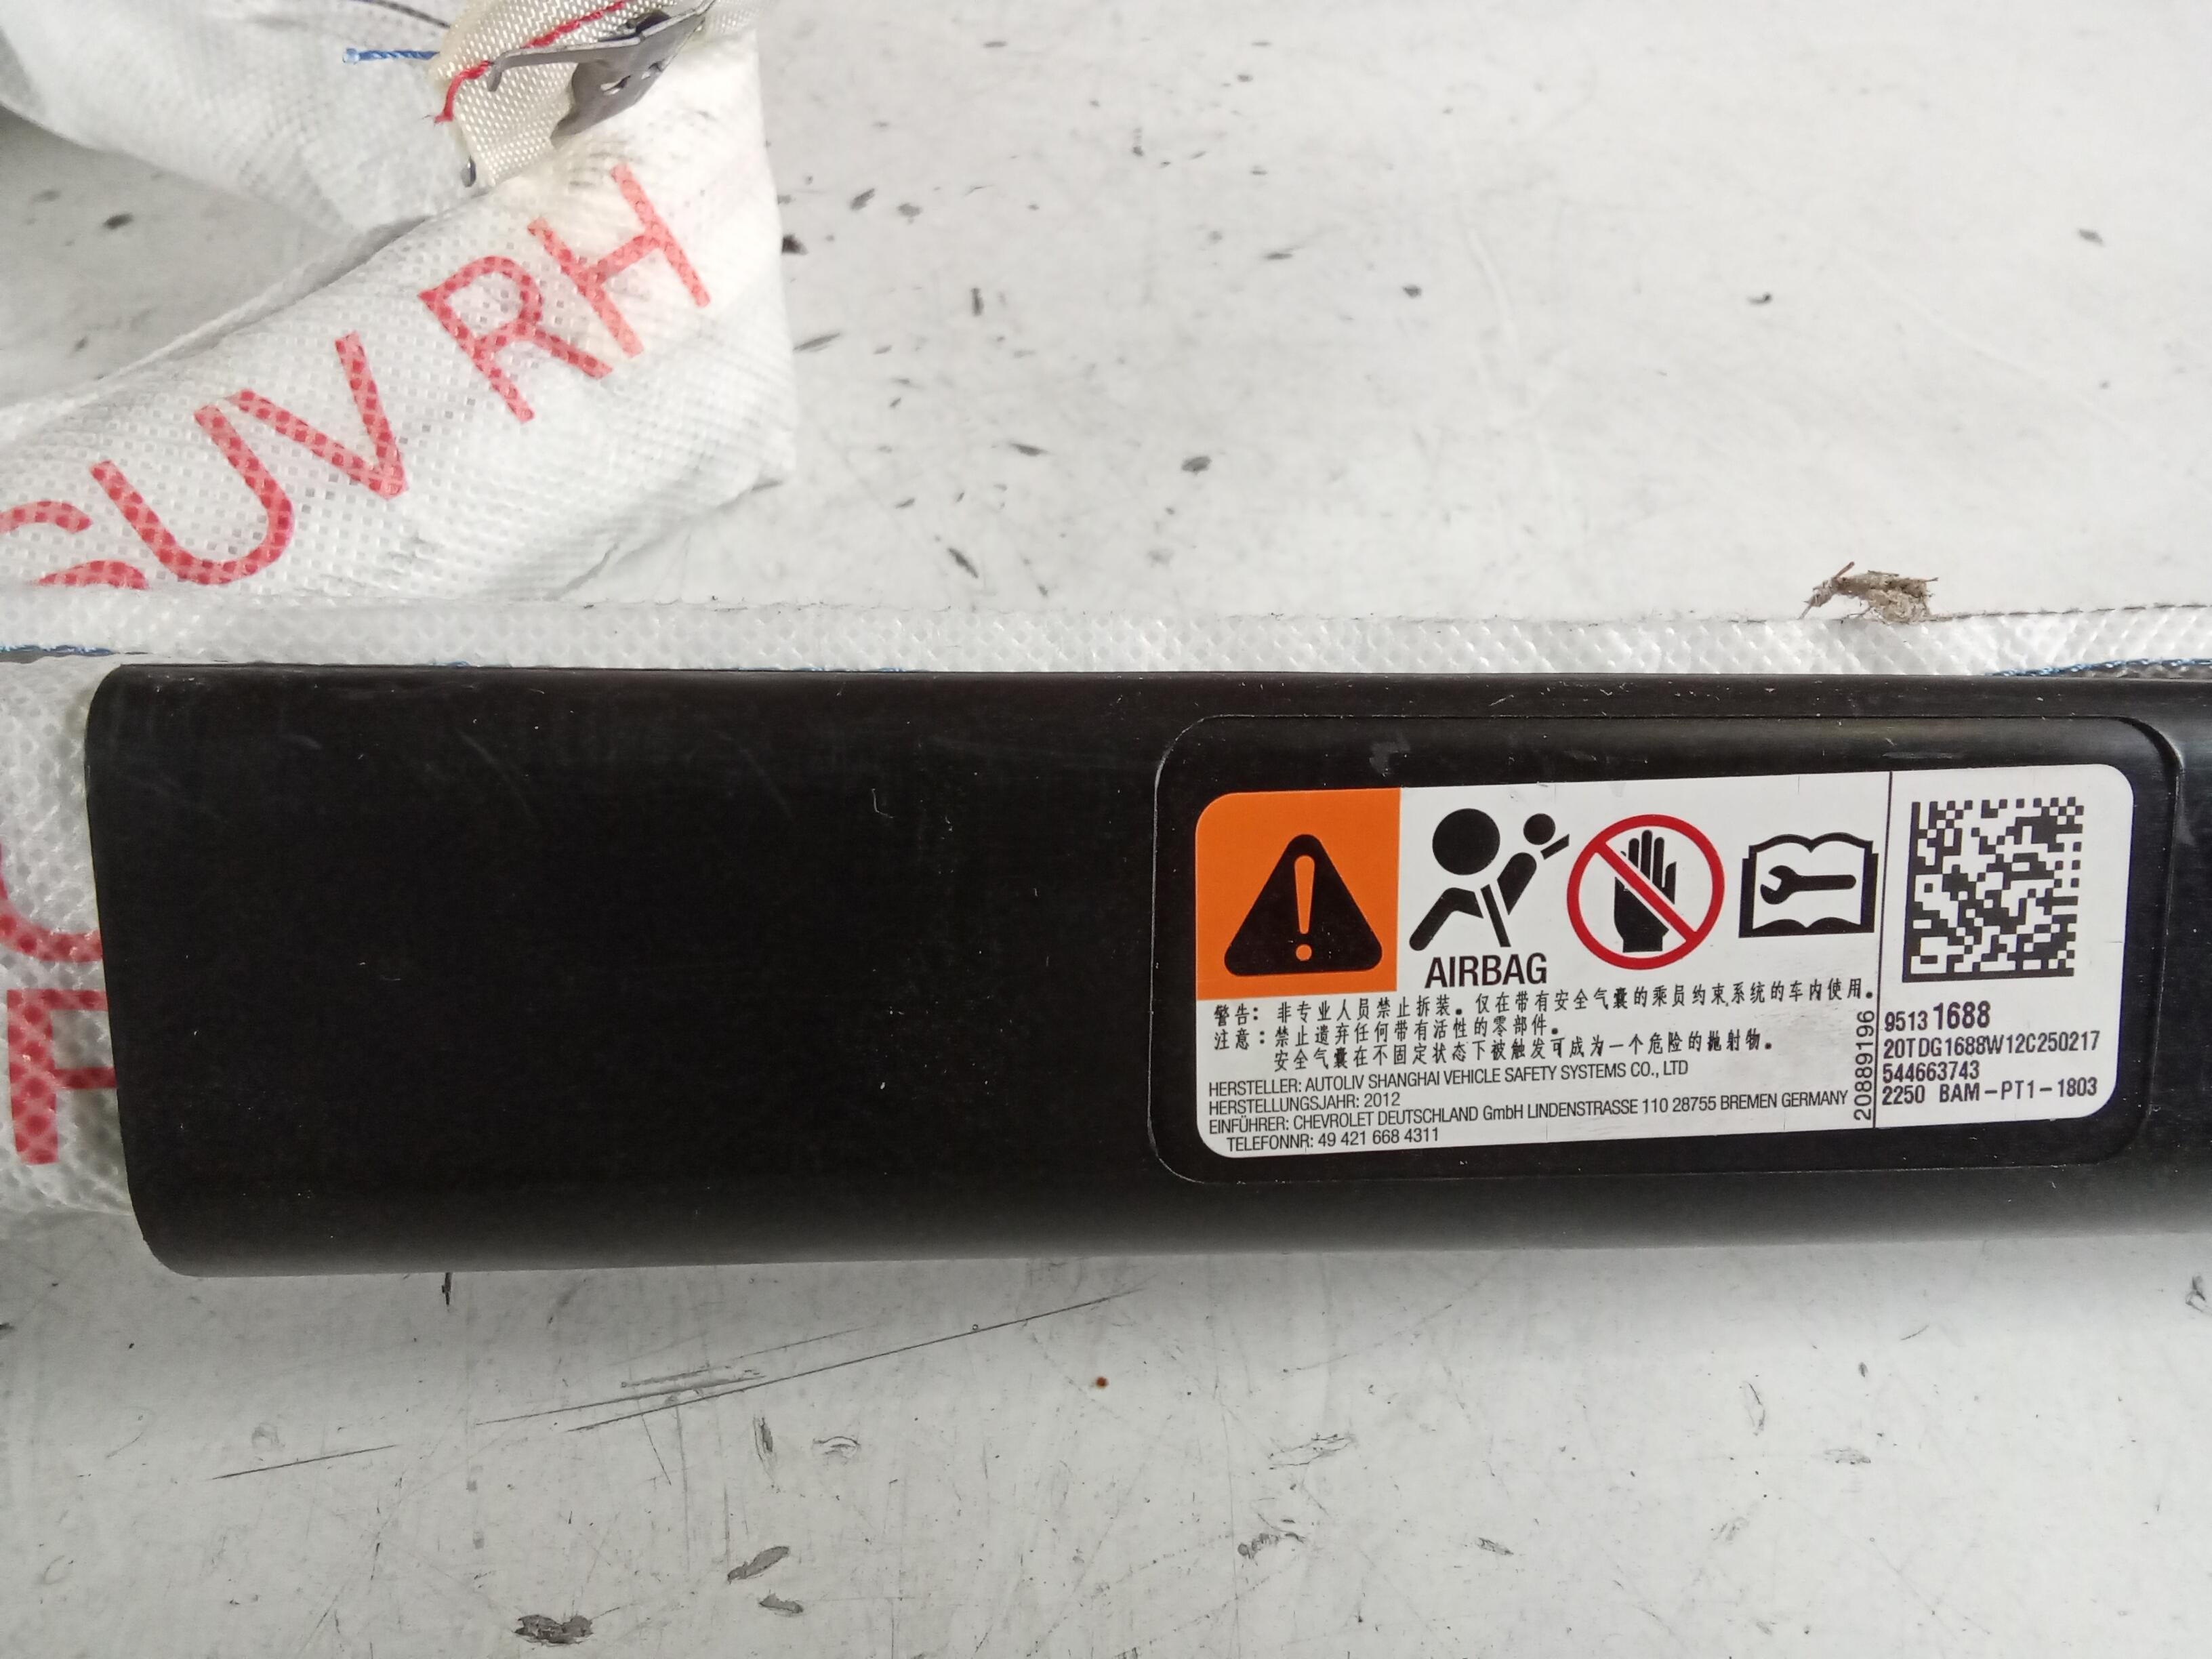 SUV RH
AIRBAG
警告：非专业人员禁止拆装。仅在带有安全气囊的乘员约束系统的车内使用。
注意：禁止遗弃任何带有活性的零部件。
安全气囊在不固定状态下被触发可成为一个危险的抛射物。
HERSTELLER: AUTOLIV SHANGHAI VEHICLE SAFETY SYSTEMS CO., LTD
HERSTELLUNGSJAHR: 2012
EINFÜHRER: CHEVROLET DEUTSCHLAND GmbH LINDENSTRASSE 110 28755 BREMEN GERMANY
TELEFONNR: 49 421 668 4311
20889196
9513 1688
20TDG1688W12C250217
544663743
2250 BAM-PT1-1803